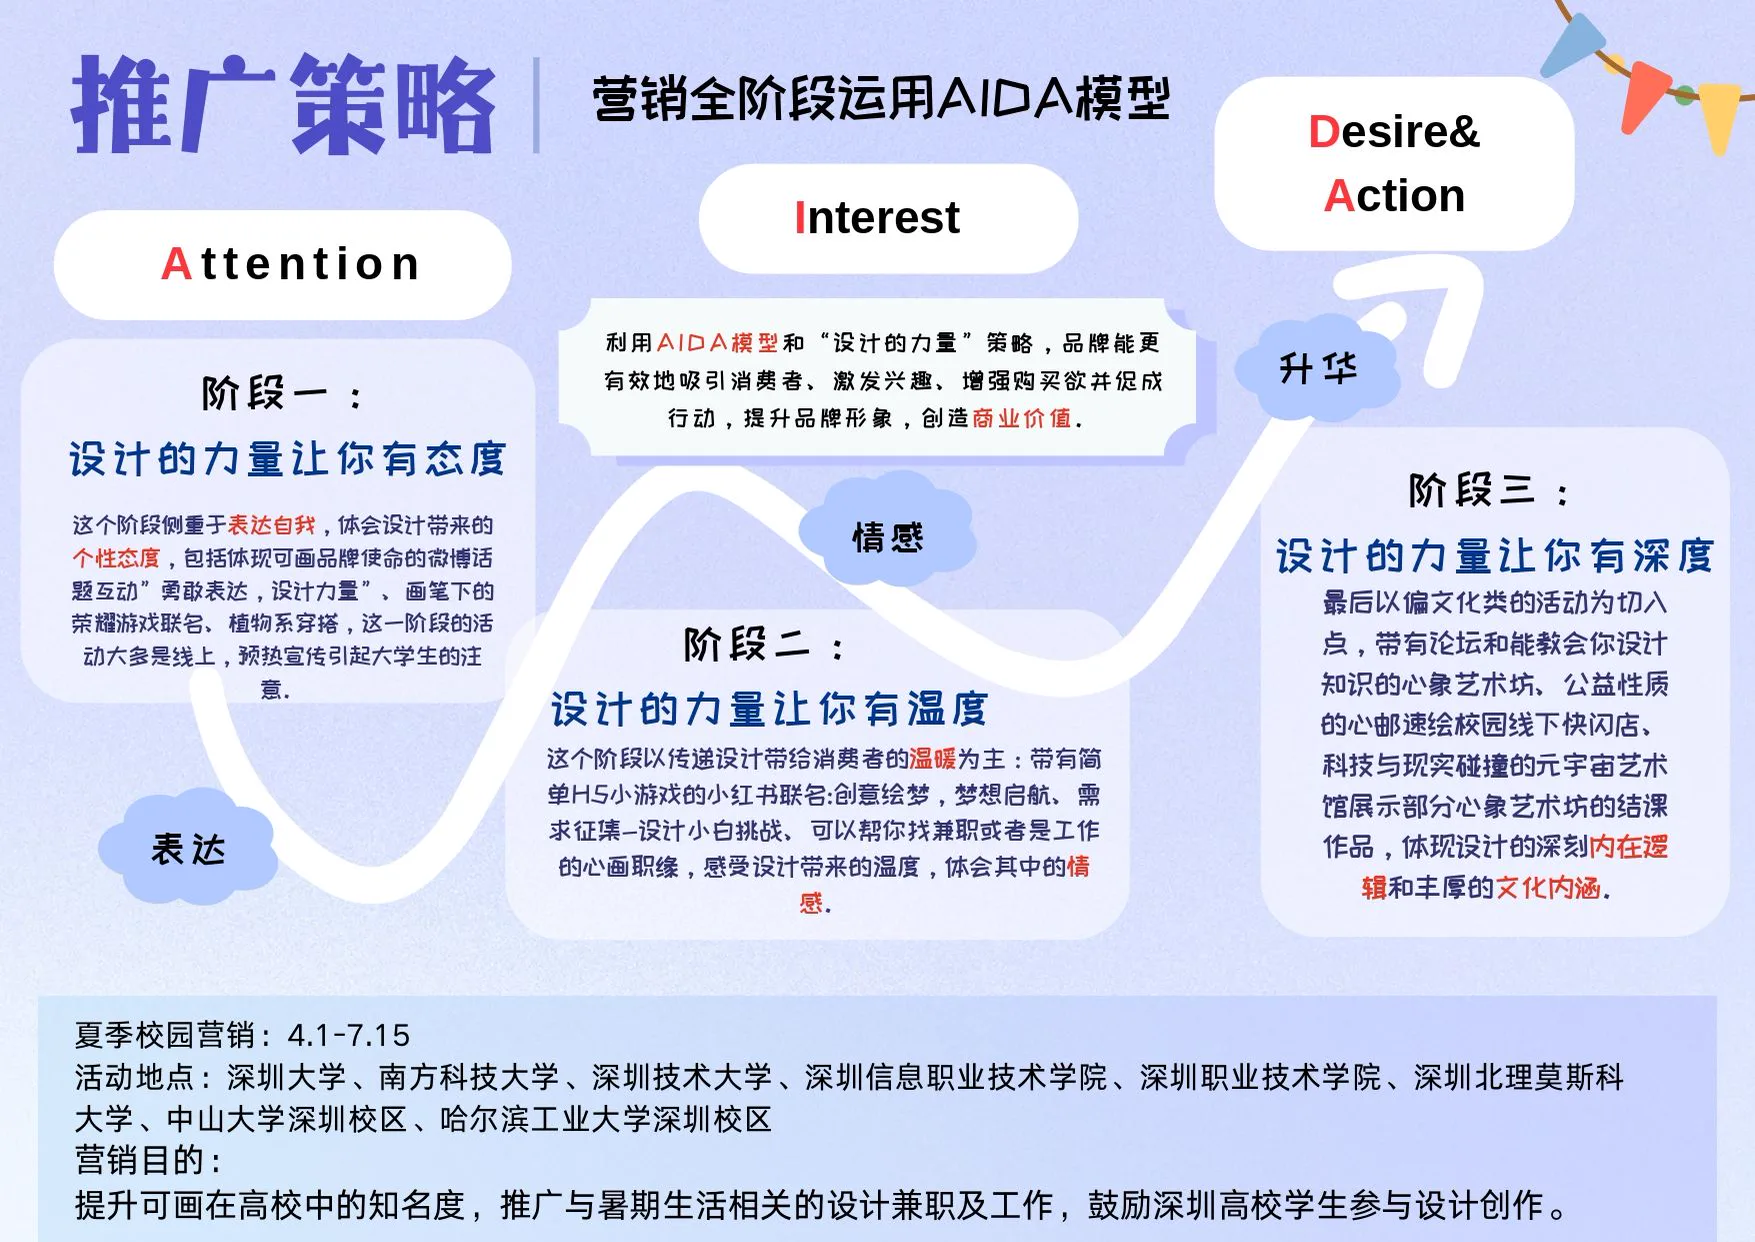 推广策略
营销全阶段运用AIDA模型
Attention
Interest
Desire&
Action
利用AIDA模型和“设计的力量”策略，品牌能更
有效地吸引消费者、激发兴趣、增强购买欲并促成
行动，提升品牌形象，创造商业价值.
阶段一：
设计的力量让你有态度
这个阶段侧重于表达自我，体会设计带来的
个性态度，包括体现可画品牌使命的微博话
题互动”勇敢表达，设计力量”、画笔下的
荣耀游戏联名、植物系穿搭，这一阶段的活
动大多是线上，预热宣传引起大学生的注
意.
表达
情感
阶段二：
设计的力量让你有温度
这个阶段以传递设计带给消费者的温暖为主：带有简
单H5小游戏的小红书联名:创意绘梦，梦想启航、需
求征集—设计小白挑战、可以帮你找兼职或者是工作
的心画职缘，感受设计带来的温度，体会其中的情
感.
升华
阶段三：
设计的力量让你有深度
最后以偏文化类的活动为切入
点，带有论坛和能教会你设计
知识的心象艺术坊、公益性质
的心邮速绘校园线下快闪店、
科技与现实碰撞的元宇宙艺术
馆展示部分心象艺术坊的结课
作品，体现设计的深刻内在逻
辑和丰厚的文化内涵.
夏季校园营销：4.1-7.15
活动地点：深圳大学、南方科技大学、深圳技术大学、深圳信息职业技术学院、深圳职业技术学院、深圳北理莫斯科
大学、中山大学深圳校区、哈尔滨工业大学深圳校区
营销目的：
提升可画在高校中的知名度，推广与暑期生活相关的设计兼职及工作，鼓励深圳高校学生参与设计创作。